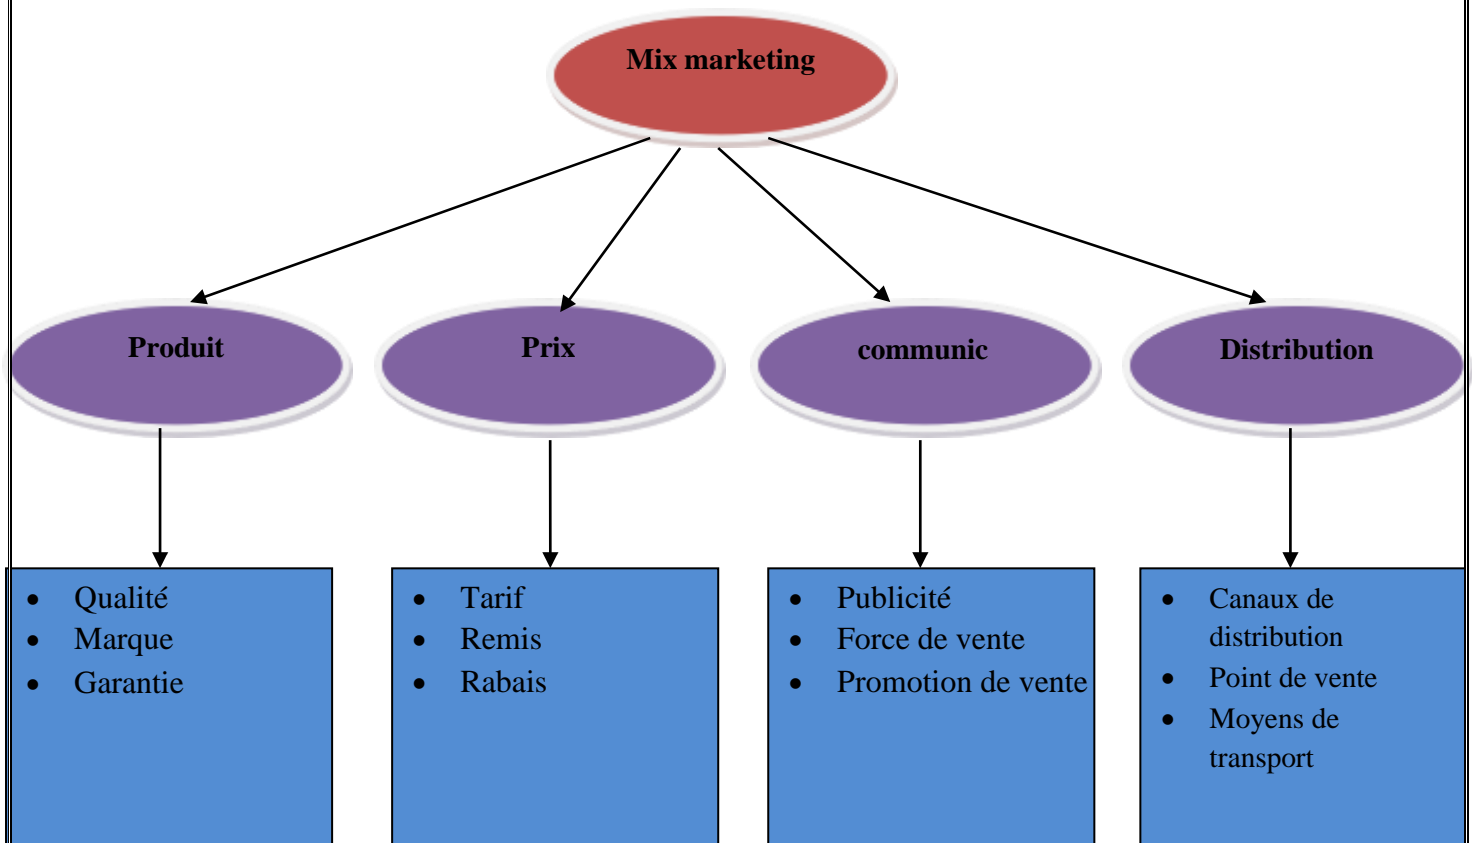 Mix marketing
Produit
Prix
communic
Distribution
• Qualité
• Marque
• Garantie
• Tarif
• Remis
• Rabais
• Publicité
• Force de vente
• Promotion de vente
• Canaux de
distribution
• Point de vente
• Moyens de
transport